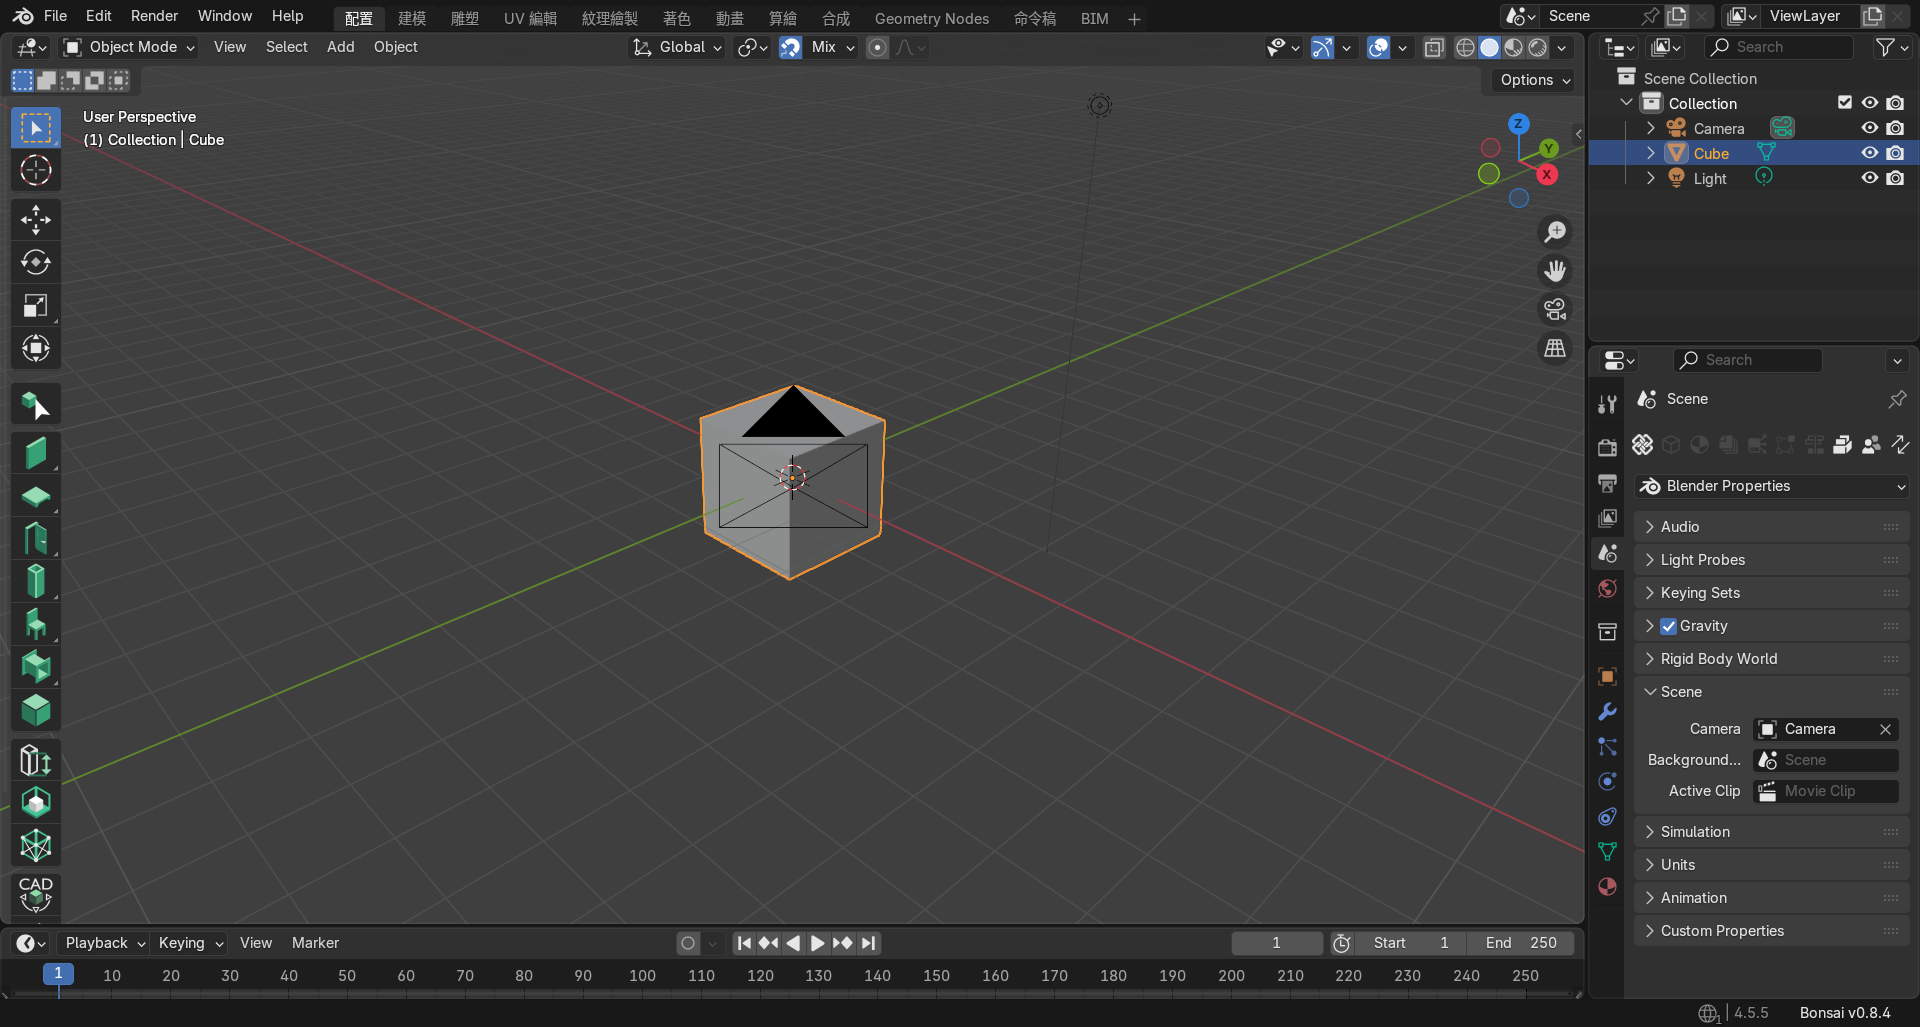 File Edit Render Window Help 配置 建模 雕塑 UV 編輯 紋理繪製 著色 動畫 算繪 合成 Geometry Nodes 命令稿 BIM Scene ViewLayer
Object Mode View Select Add Object Global Mix Search
Options
User Perspective
(1) Collection | Cube
Z
Y
X
Scene Collection
Collection
Camera
Cube
Light
Search
Scene
Blender Properties
Audio
Light Probes
Keying Sets
Gravity
Rigid Body World
Scene
Camera Camera
Background... Scene
Active Clip Movie Clip
Simulation
Units
Animation
Custom Properties
CAD
Playback Keying View Marker 1 Start 1 End 250
1 10 20 30 40 50 60 70 80 90 100 110 120 130 140 150 160 170 180 190 200 210 220 230 240 250
1 4.5.5 Bonsai v0.8.4